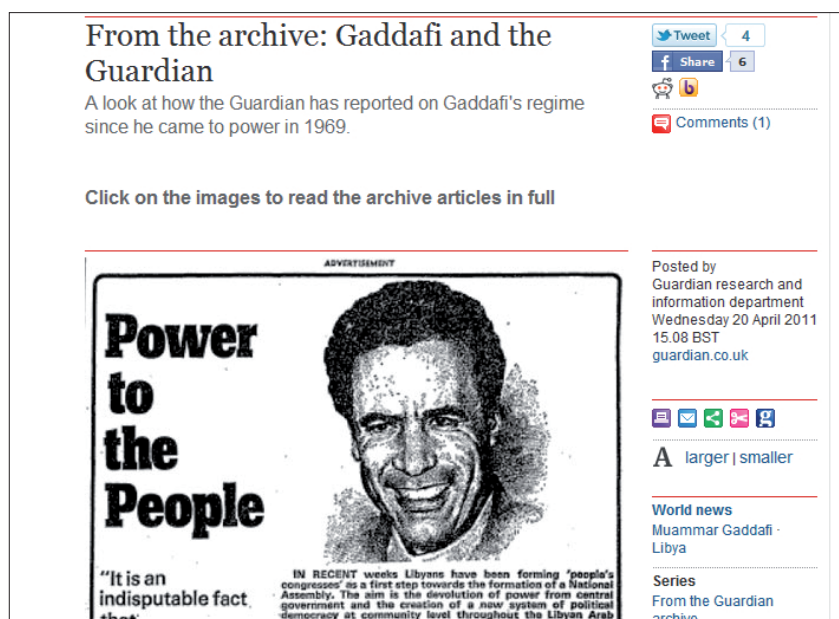 From the archive: Gaddafi and the
Guardian
A look at how the Guardian has reported on Gaddafi's regime
since he came to power in 1969.
Click on the images to read the archive articles in full
ADVERTISEMENT
Power
to
the
People
"It is an
indisputable fact
that
IN RECENT weeks Libyans have been forming 'people's
congresses' as a first step towards the formation of a National
Assembly. The aim is the devolution of power from central
government and the creation of a new system of political
democracy at community level throughout the Libyan Arab
Tweet 4
f Share 6
b
Comments (1)
Posted by
Guardian research and
information department
Wednesday 20 April 2011
15.08 BST
guardian.co.uk
g
A larger | smaller
World news
Muammar Gaddafi ·
Libya
Series
From the Guardian
archive